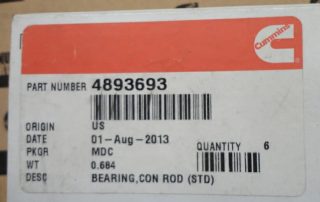 Cummins
PART NUMBER 4893693
ORIGIN US
DATE 01-Aug-2013 QUANTITY 6
PKGR MDC
WT 0.684
DESC BEARING,CON ROD (STD)